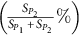 (S_{P_2} / (S_{P_1} + S_{P_2}) %)